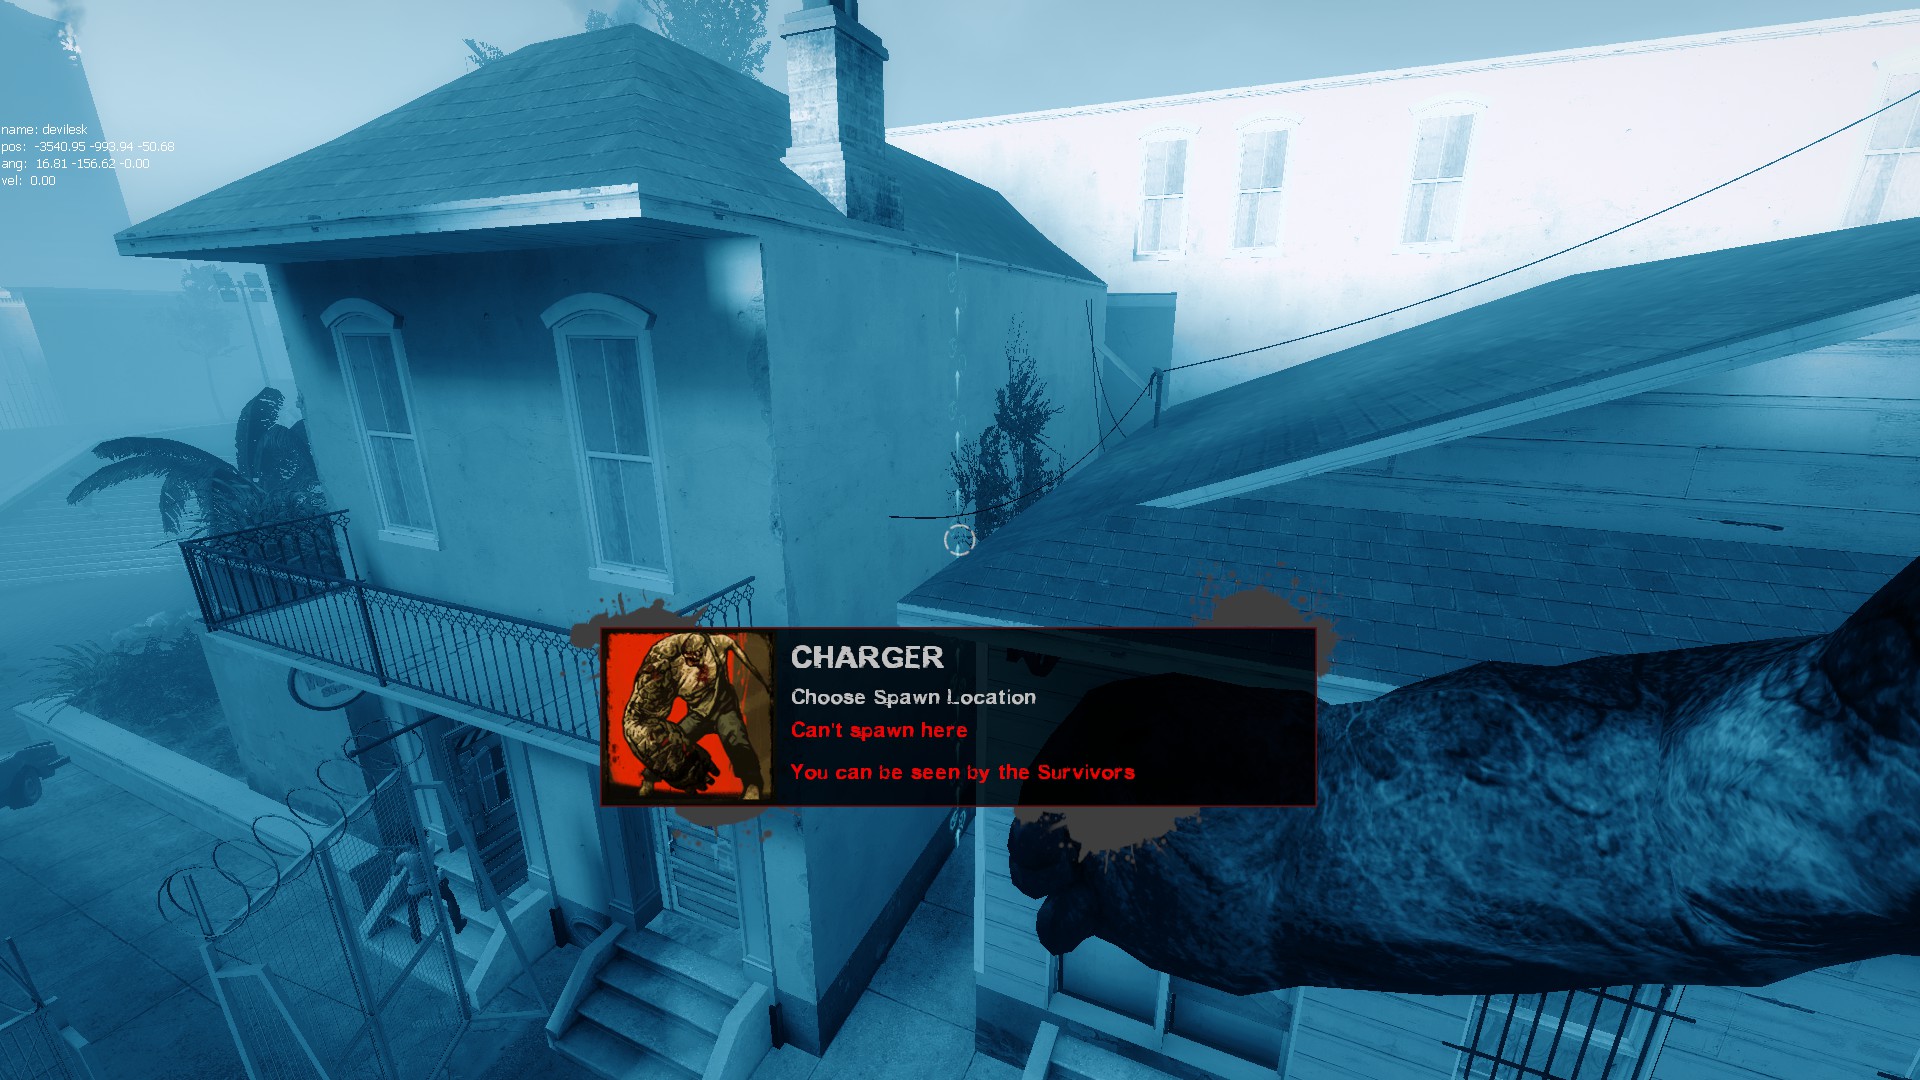 name: devilesk
pos: -3540.95 -993.94 -50.68
ang: 16.81 -156.62 -0.00
vel: 0.00
CHARGER
Choose Spawn Location
Can't spawn here
You can be seen by the Survivors